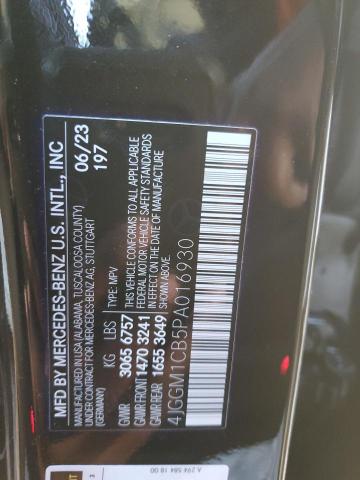 MFD BY MERCEDES-BENZ U.S. INTL., INC
MADE IN USA (ALABAMA, TUSCALOOSA COUNTY)
UNDER CONTRACT FOR MERCEDES-BENZ AG, STUTTGART
(GERMANY)
06/23
197
KG LBS TYPE: MPV
GMVR 3065 6757
GAWR FRONT 1470 3241
GAWR REAR 1655 3649
THIS VEHICLE CONFORMS TO ALL APPLICABLE
FEDERAL MOTOR VEHICLE SAFETY STANDARDS
IN EFFECT ON THE DATE OF MANUFACTURE
SHOWN ABOVE.
4JGGM1CB5PA016930
A 294 584 18 00
3